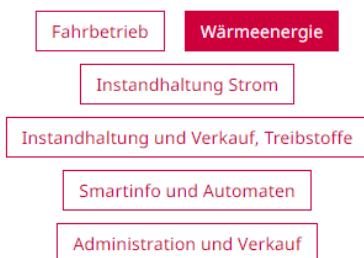 Fahrbetrieb Wärmeenergie
Instandhaltung Strom
Instandhaltung und Verkauf, Treibstoffe
Smartinfo und Automaten
Administration und Verkauf